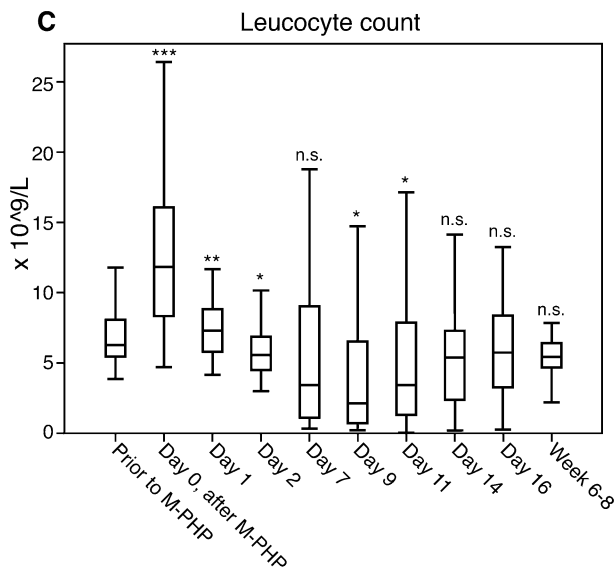 C
Leucocyte count
x 10^9/L
25
20
15
10
5
0
***
**
*
n.s.
*
*
n.s.
n.s.
n.s.
Prior to M-PHP
Day 0, after M-PHP
Day 1
Day 2
Day 7
Day 9
Day 11
Day 14
Day 16
Week 6-8